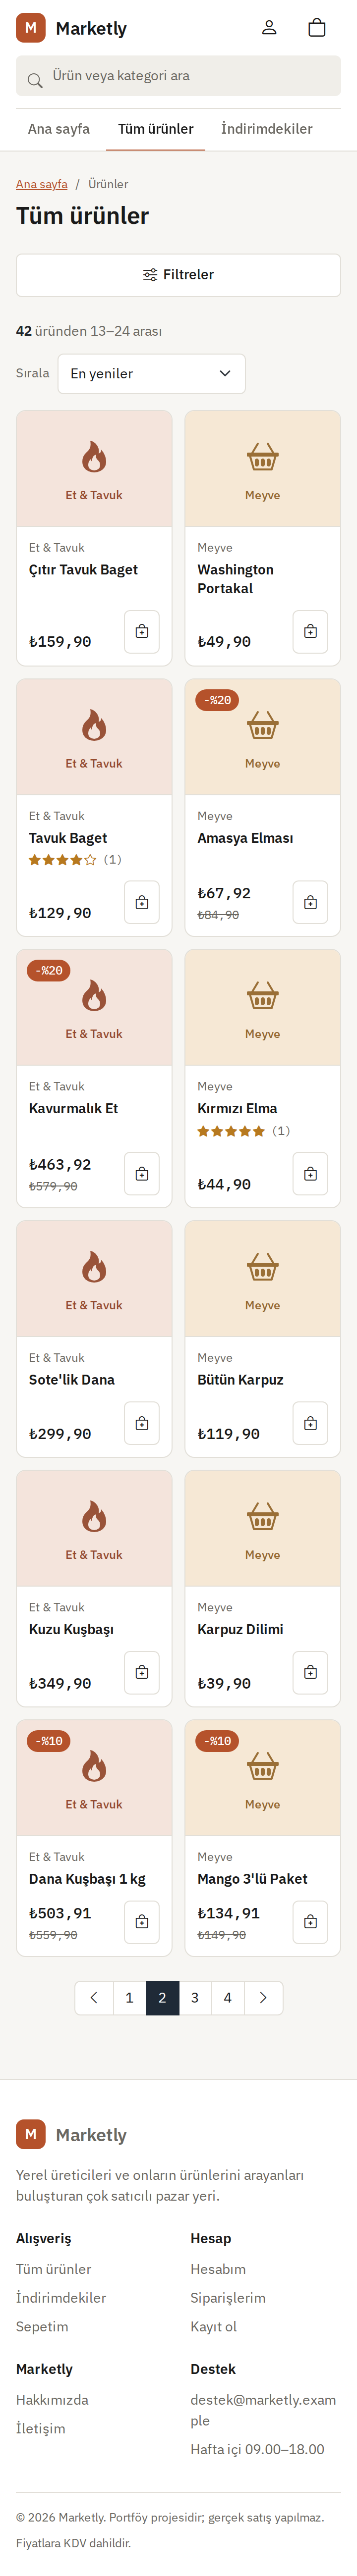 M Marketly
Ürün veya kategori ara
Ana sayfa Tüm ürünler İndirimdekiler
Ana sayfa / Ürünler
Tüm ürünler
Filtreler
42 üründen 13–24 arası
Sırala En yeniler
Et & Tavuk
Et & Tavuk
Çıtır Tavuk Baget
₺159,90
Meyve
Meyve
Washington
Portakal
₺49,90
Et & Tavuk
Et & Tavuk
Tavuk Baget
(1)
₺129,90
-%20
Meyve
Meyve
Amasya Elması
₺67,92
₺84,90
-%20
Et & Tavuk
Et & Tavuk
Kavurmalık Et
₺463,92
₺579,90
Meyve
Meyve
Kırmızı Elma
(1)
₺44,90
Et & Tavuk
Et & Tavuk
Sote'lik Dana
₺299,90
Meyve
Meyve
Bütün Karpuz
₺119,90
Et & Tavuk
Et & Tavuk
Kuzu Kuşbaşı
₺349,90
Meyve
Meyve
Karpuz Dilimi
₺39,90
-%10
Et & Tavuk
Et & Tavuk
Dana Kuşbaşı 1 kg
₺503,91
₺559,90
-%10
Meyve
Meyve
Mango 3'lü Paket
₺134,91
₺149,90
1 2 3 4
M Marketly
Yerel üreticileri ve onların ürünlerini arayanları
buluşturan çok satıcılı pazar yeri.
Alışveriş
Tüm ürünler
İndirimdekiler
Sepetim
Hesap
Hesabım
Siparişlerim
Kayıt ol
Marketly
Hakkımızda
İletişim
Destek
destek@marketly.exam
ple
Hafta içi 09.00–18.00
© 2026 Marketly. Portföy projesidir; gerçek satış yapılmaz.
Fiyatlara KDV dahildir.